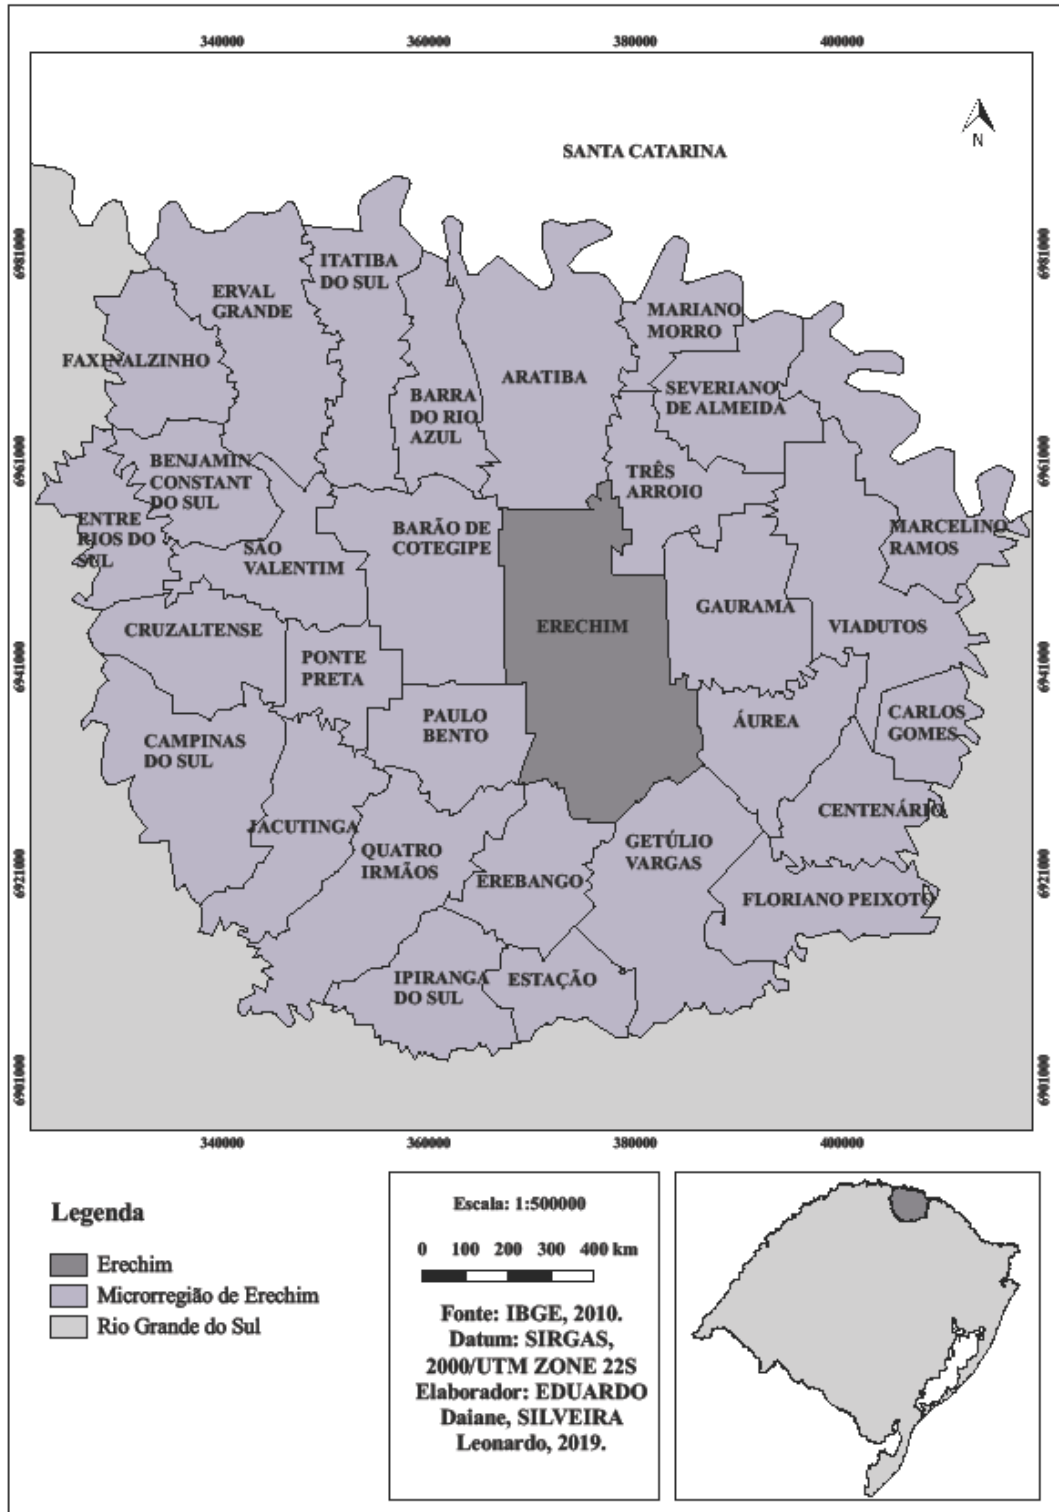 340000 360000 380000 400000
SANTA CATARINA
N
6981000 6981000
ITATIBA
DO SUL
ERVAL
GRANDE
MARIANO
MORRO
FAXINALZINHO
ARATIBA
SEVERIANO
DE ALMEIDA
BARRA
DO RIO
AZUL
6961000 6961000
BENJAMIN
CONSTANT
DO SUL
TRÊS
ARROIO
ENTRE
RIOS DO
SUL
BARÃO DE
COTEGIPE
MARCELINO
RAMOS
SÃO
VALENTIM
GAURAMA
CRUZALTENSE
ERECHIM
VIADUTOS
PONTE
PRETA
6941000 6941000
PAULO
BENTO
ÁUREA
CARLOS
GOMES
CAMPINAS
DO SUL
CENTENÁRIO
JACUTINGA
QUATRO
IRMÃOS
GETÚLIO
VARGAS
6921000 6921000
EREBANGO
FLORIANO PEIXOTO
IPIRANGA
DO SUL
ESTAÇÃO
6901000 6901000
340000 360000 380000 400000
Legenda
Erechim
Microrregião de Erechim
Rio Grande do Sul
Escala: 1:500000
0 100 200 300 400 km
Fonte: IBGE, 2010.
Datum: SIRGAS,
2000/UTM ZONE 22S
Elaborador: EDUARDO
Daiane, SILVEIRA
Leonardo, 2019.